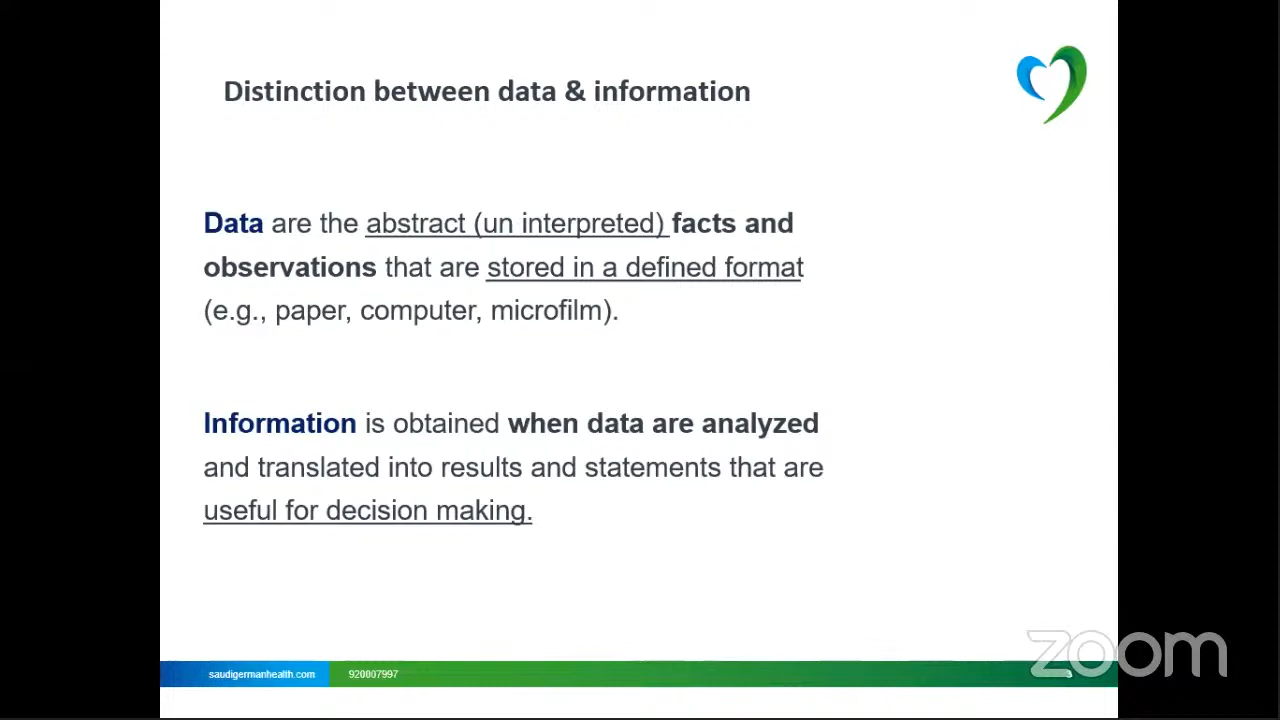 Distinction between data & information
Data are the abstract (un interpreted) facts and
observations that are stored in a defined format
(e.g., paper, computer, microfilm).
Information is obtained when data are analyzed
and translated into results and statements that are
useful for decision making.
saudigermanhealth.com 920007997 3
zoom